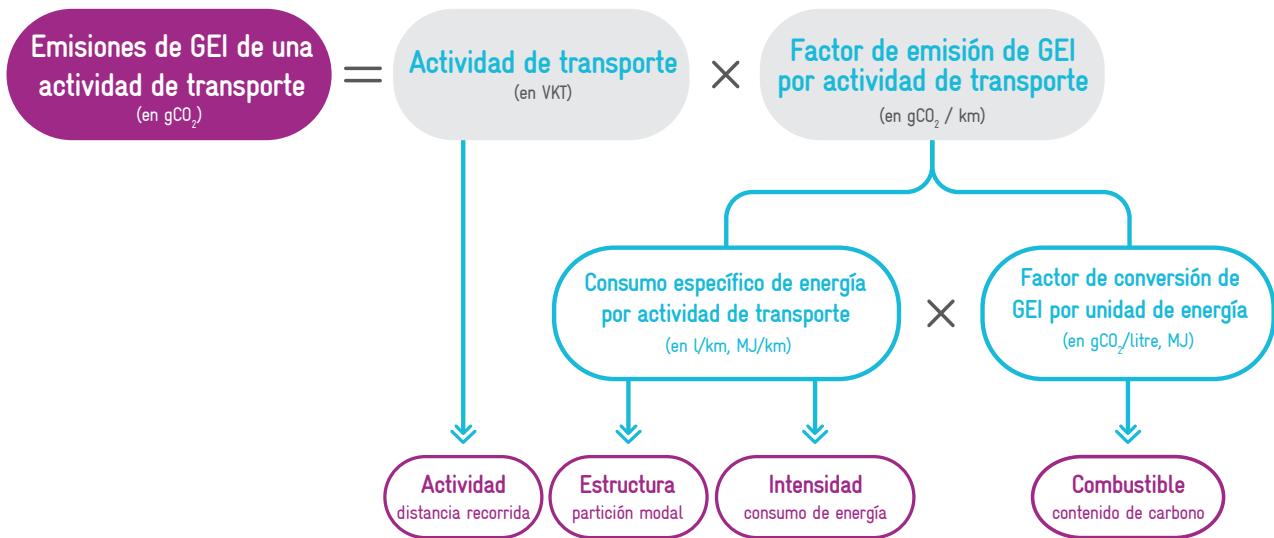 Emisiones de GEI de una
actividad de transporte
(en gCO₂)
=
Actividad de transporte
(en VKT)
×
Factor de emisión de GEI
por actividad de transporte
(en gCO₂ / km)
Consumo específico de energía
por actividad de transporte
(en l/km, MJ/km)
×
Factor de conversión de
GEI por unidad de energía
(en gCO₂/litre, MJ)
Actividad
distancia recorrida
Estructura
partición modal
Intensidad
consumo de energía
Combustible
contenido de carbono